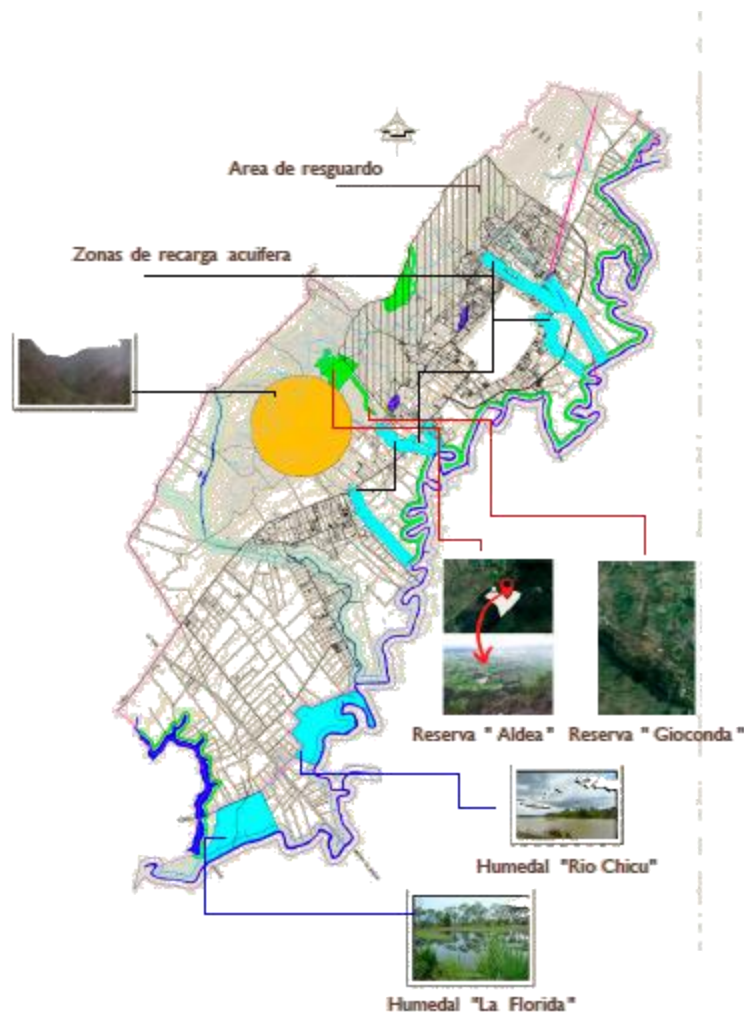 Area de resguardo
Zonas de recarga acuifera
Reserva " Aldea"
Reserva " Gioconda "
Humedal "Rio Chicu"
Humedal "La Florida"